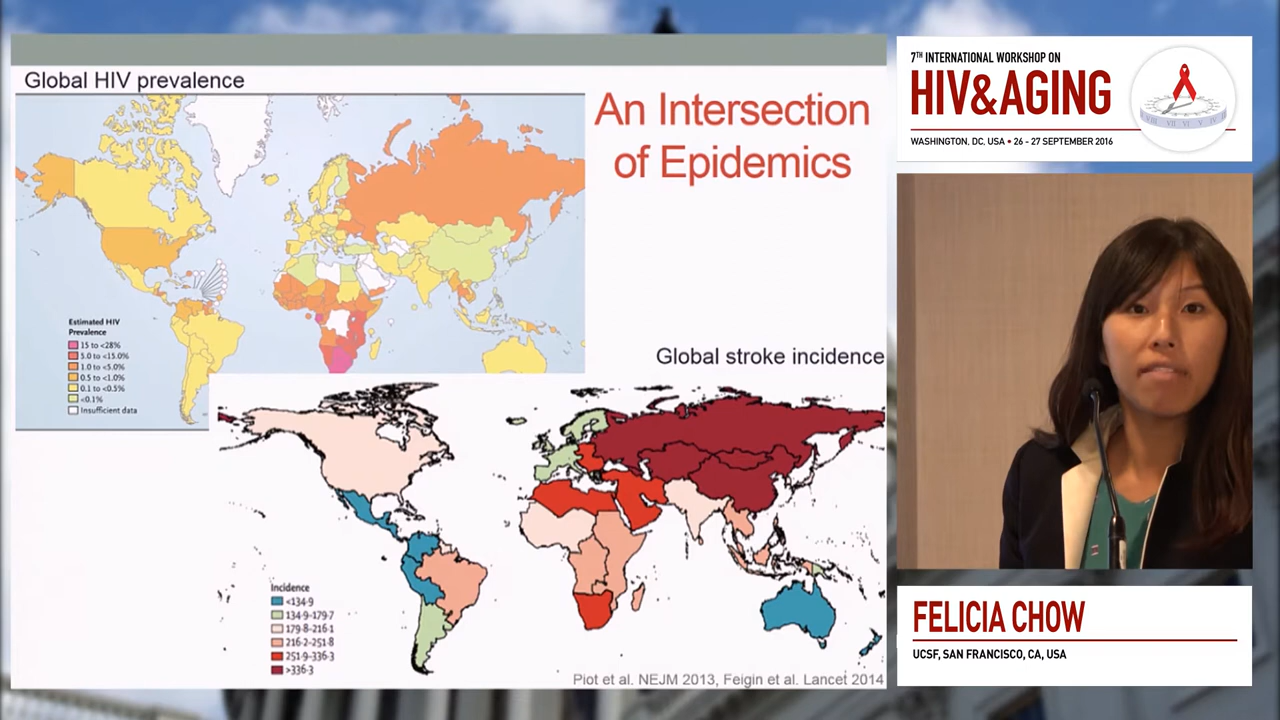 Global HIV prevalence
An Intersection
of Epidemics
Estimated HIV
Prevalence
15 to <28%
5.0 to <15.0%
1.0 to <5.0%
0.5 to <1.0%
0.1 to <0.5%
<0.1%
Insufficient data
Global stroke incidence
Incidence
<134·9
134·9–179·7
179·8–216·1
216·2–251·8
251·9–336·3
>336·3
Piot et al. NEJM 2013, Feigin et al. Lancet 2014
7TH INTERNATIONAL WORKSHOP ON
HIV&AGING
WASHINGTON, DC, USA • 26 - 27 SEPTEMBER 2016
FELICIA CHOW
UCSF, SAN FRANCISCO, CA, USA